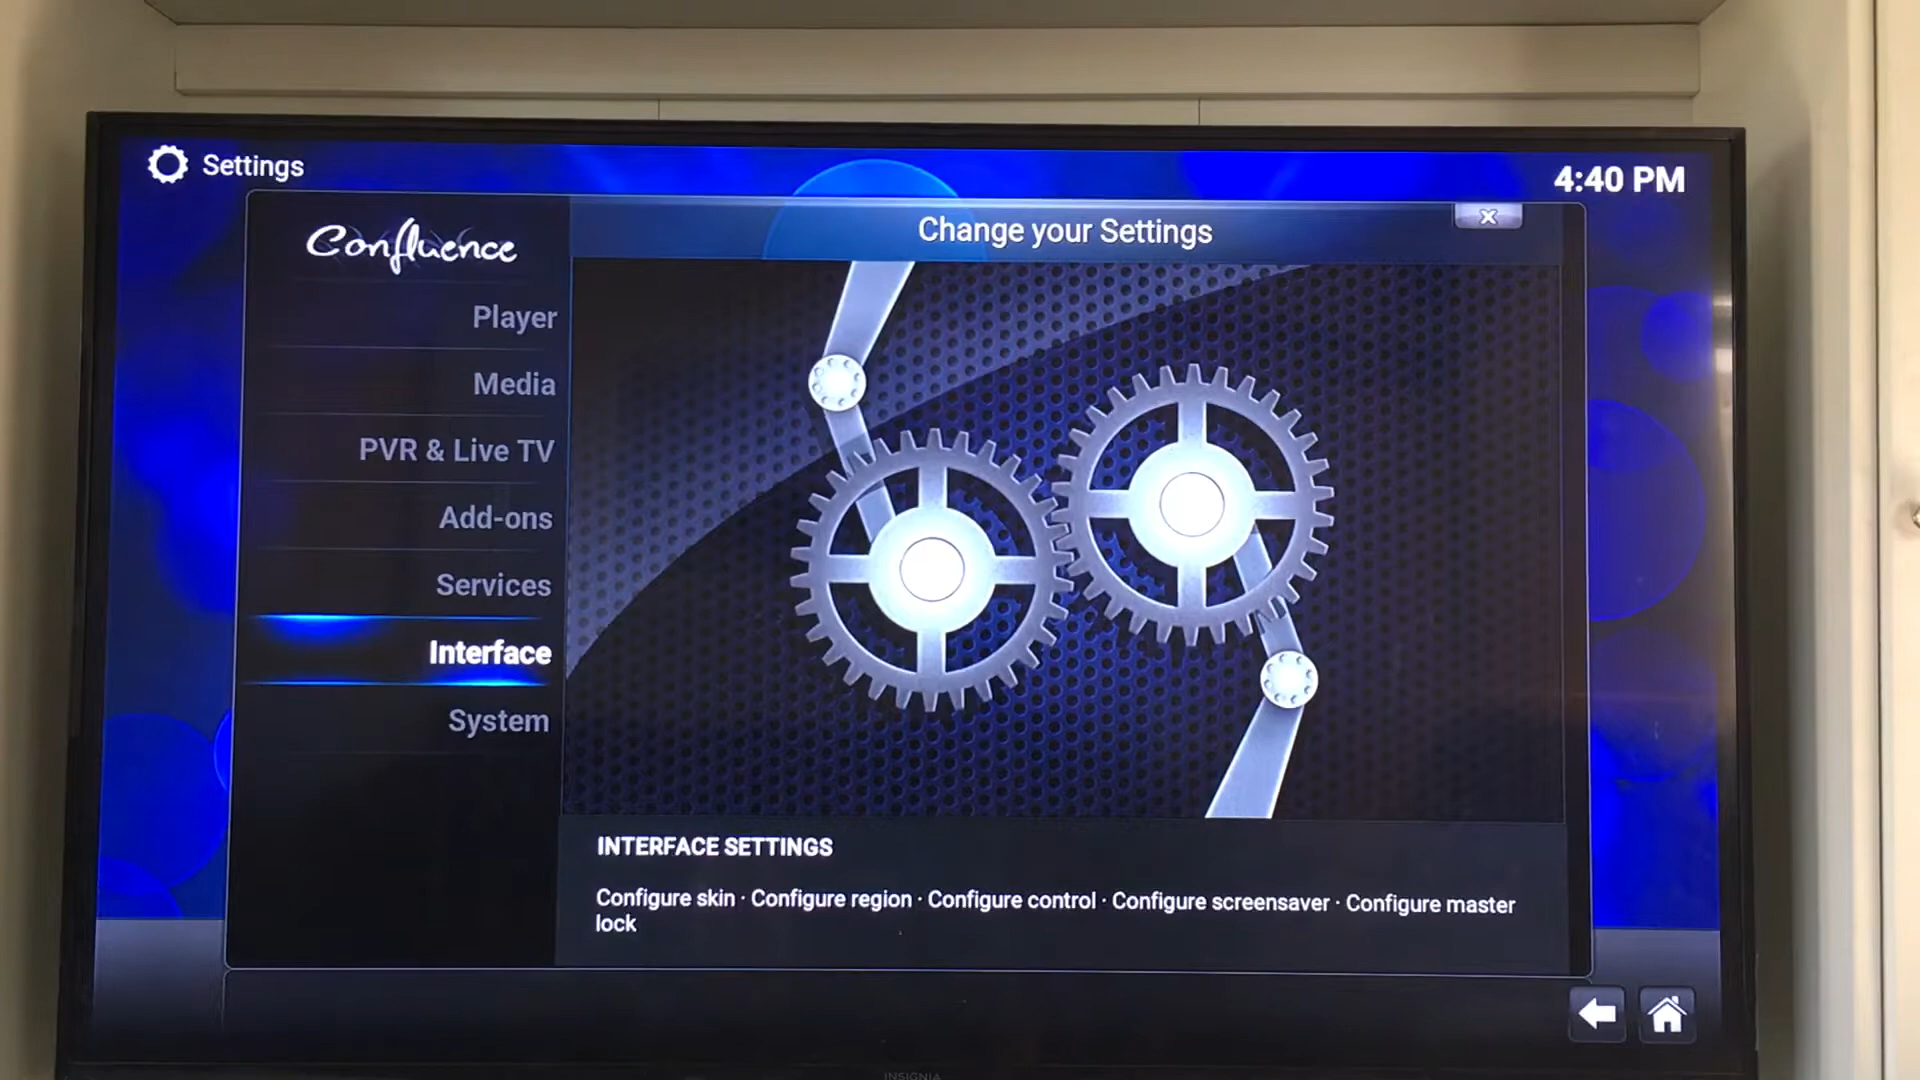 Settings
4:40 PM
Confluence
Change your Settings
x
Player
Media
PVR & Live TV
Add-ons
Services
Interface
System
INTERFACE SETTINGS
Configure skin · Configure region · Configure control · Configure screensaver · Configure master
lock
INSIGNIA